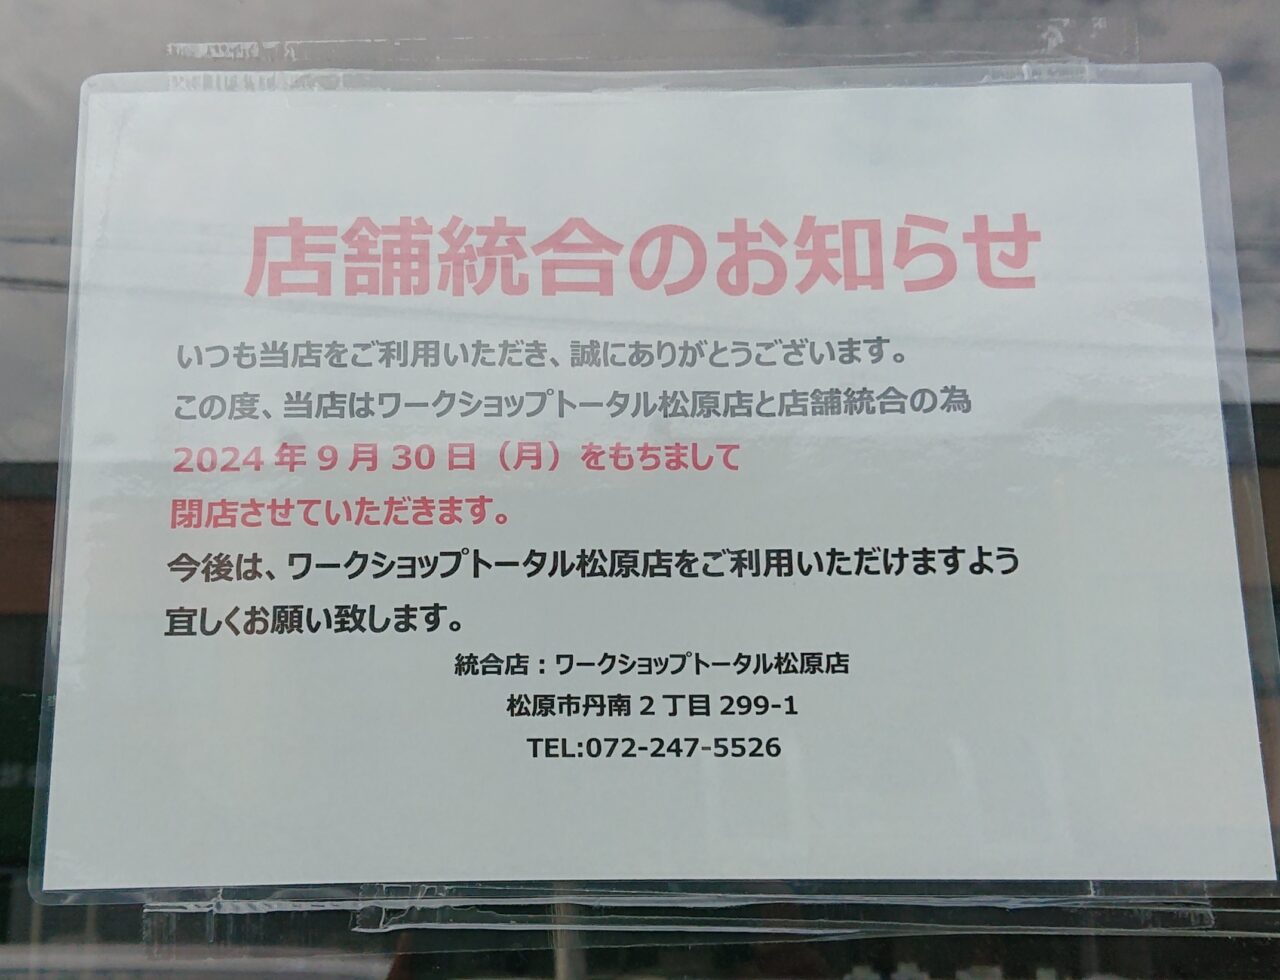 店舗統合のお知らせ
いつも当店をご利用いただき、誠にありがとうございます。
この度、当店はワークショップトータル松原店と店舗統合の為
2024 年 9 月 30 日（月）をもちまして
閉店させていただきます。
今後は、ワークショップトータル松原店をご利用いただけますよう
宜しくお願い致します。
統合店：ワークショップトータル松原店
松原市丹南 2 丁目 299-1
TEL:072-247-5526